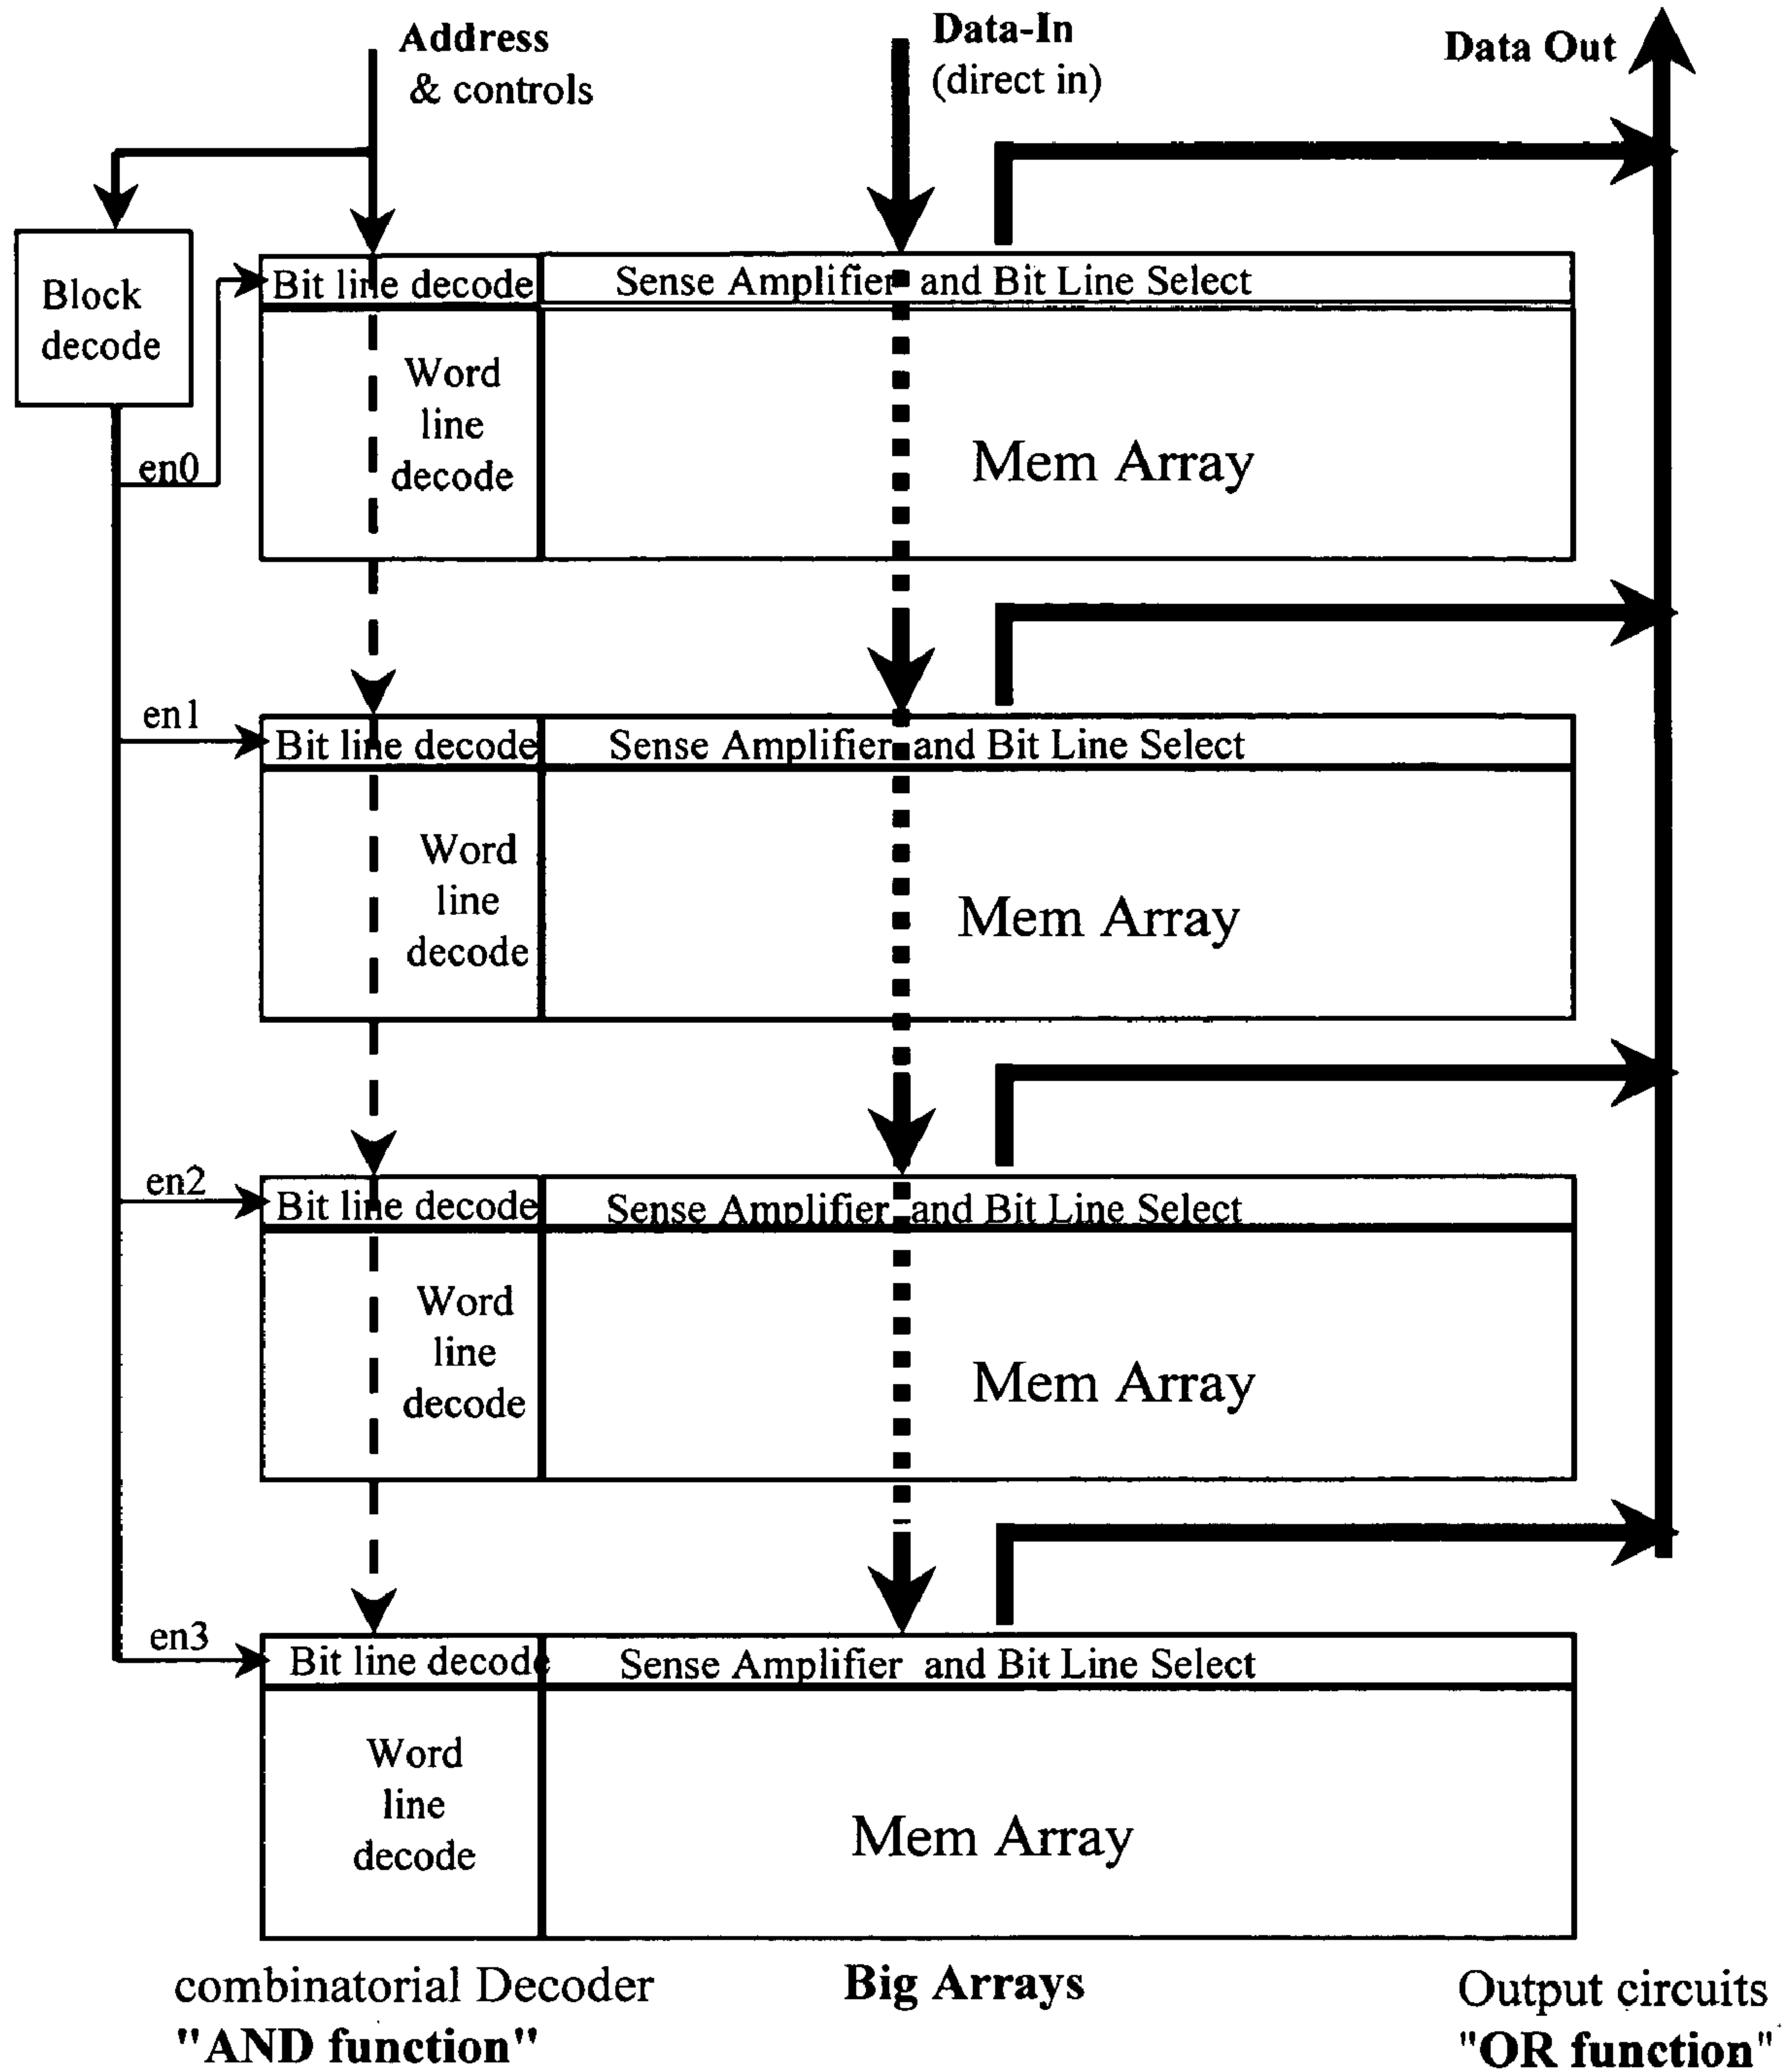 Address
& controls
Data-In
(direct in)
Data Out
Block
decode
en0
Bit line decode
Sense Amplifier and Bit Line Select
Word
line
decode
Mem Array
en1
Bit line decode
Sense Amplifier and Bit Line Select
Word
line
decode
Mem Array
en2
Bit line decode
Sense Amplifier and Bit Line Select
Word
line
decode
Mem Array
en3
Bit line decode
Sense Amplifier and Bit Line Select
Word
line
decode
Mem Array
combinatorial Decoder
"AND function"
Big Arrays
Output circuits
"OR function"